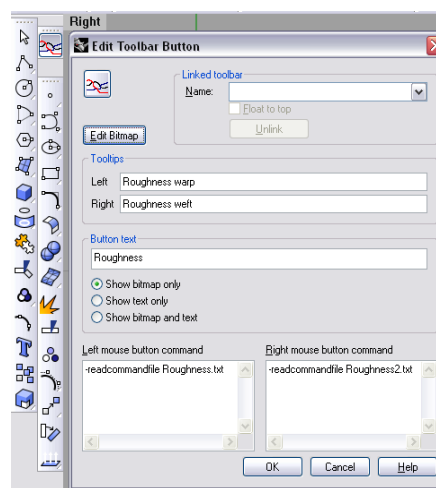 Right
Edit Toolbar Button
Linked toolbar
Name:
Float to top
Unlink
Edit Bitmap
Tooltips
Left Roughness warp
Right Roughness weft
Button text
Roughness
Show bitmap only
Show text only
Show bitmap and text
Left mouse button command
Right mouse button command
-readcommandfile Roughness.txt
-readcommandfile Roughness2.txt
OK Cancel Help